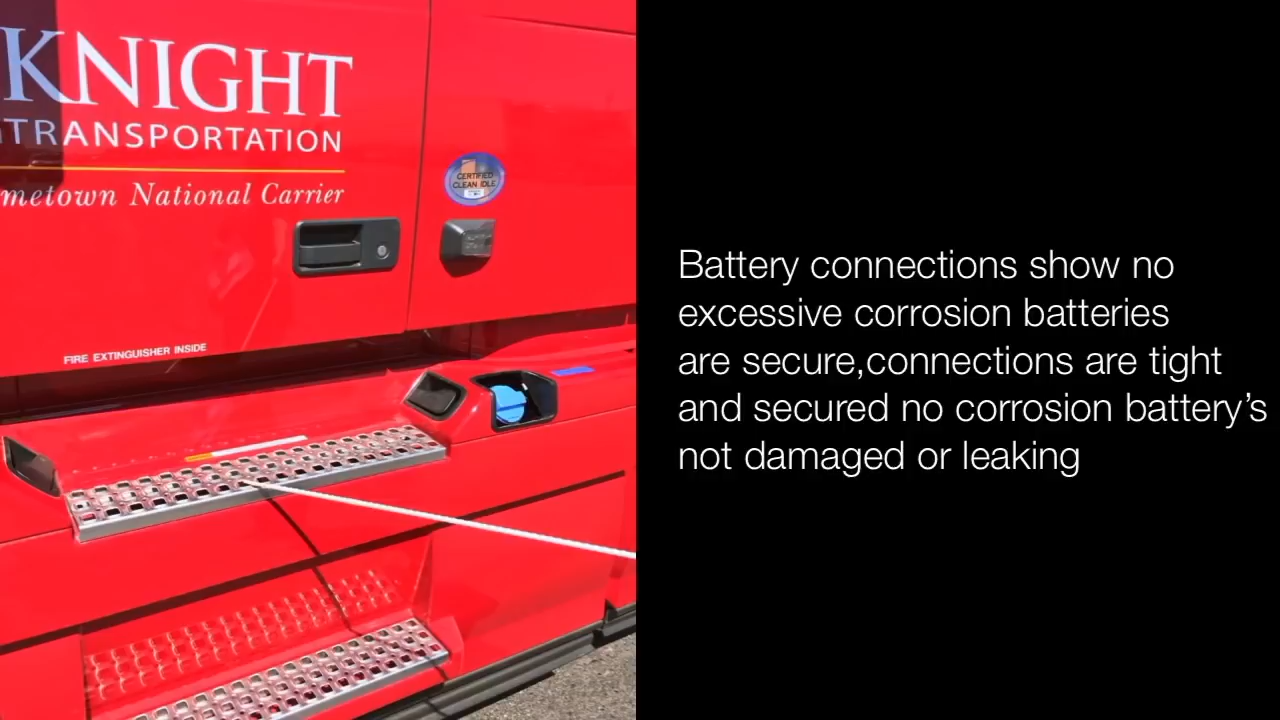 KNIGHT
TRANSPORTATION
metown National Carrier
CERTIFIED
CLEAN IDLE
FIRE EXTINGUISHER INSIDE
Battery connections show no
excessive corrosion batteries
are secure,connections are tight
and secured no corrosion battery’s
not damaged or leaking